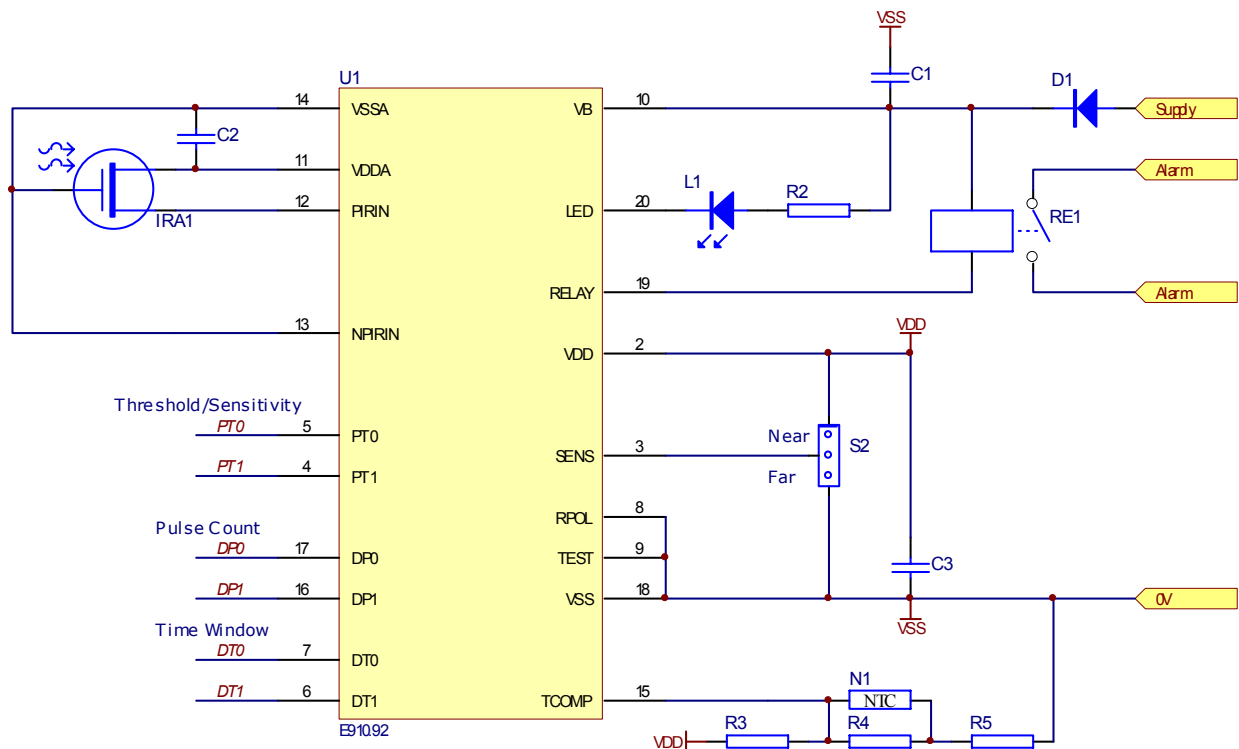 VSS
U1
C1
D1
14 VSSA
VB 10
Supply
C2
11 VDDA
Alarm
L1
R2
12 PIRIN
LED 20
IRA1
RE1
RELAY 19
Alarm
13 NPIRIN
VDD
VDD 2
Threshold/Sensitivity
PT0 5 PT0
Near
S2
SENS 3
PT1 4 PT1
Far
RPOL 8
Pulse Count
DP0 17 DP0
TEST 9
C3
DP1 16 DP1
VSS 18
0V
Time Window
VSS
DT0 7 DT0
N1
DT1 6 DT1
TCOMP 15
NTC
R3
R4
R5
E910.92
VDD